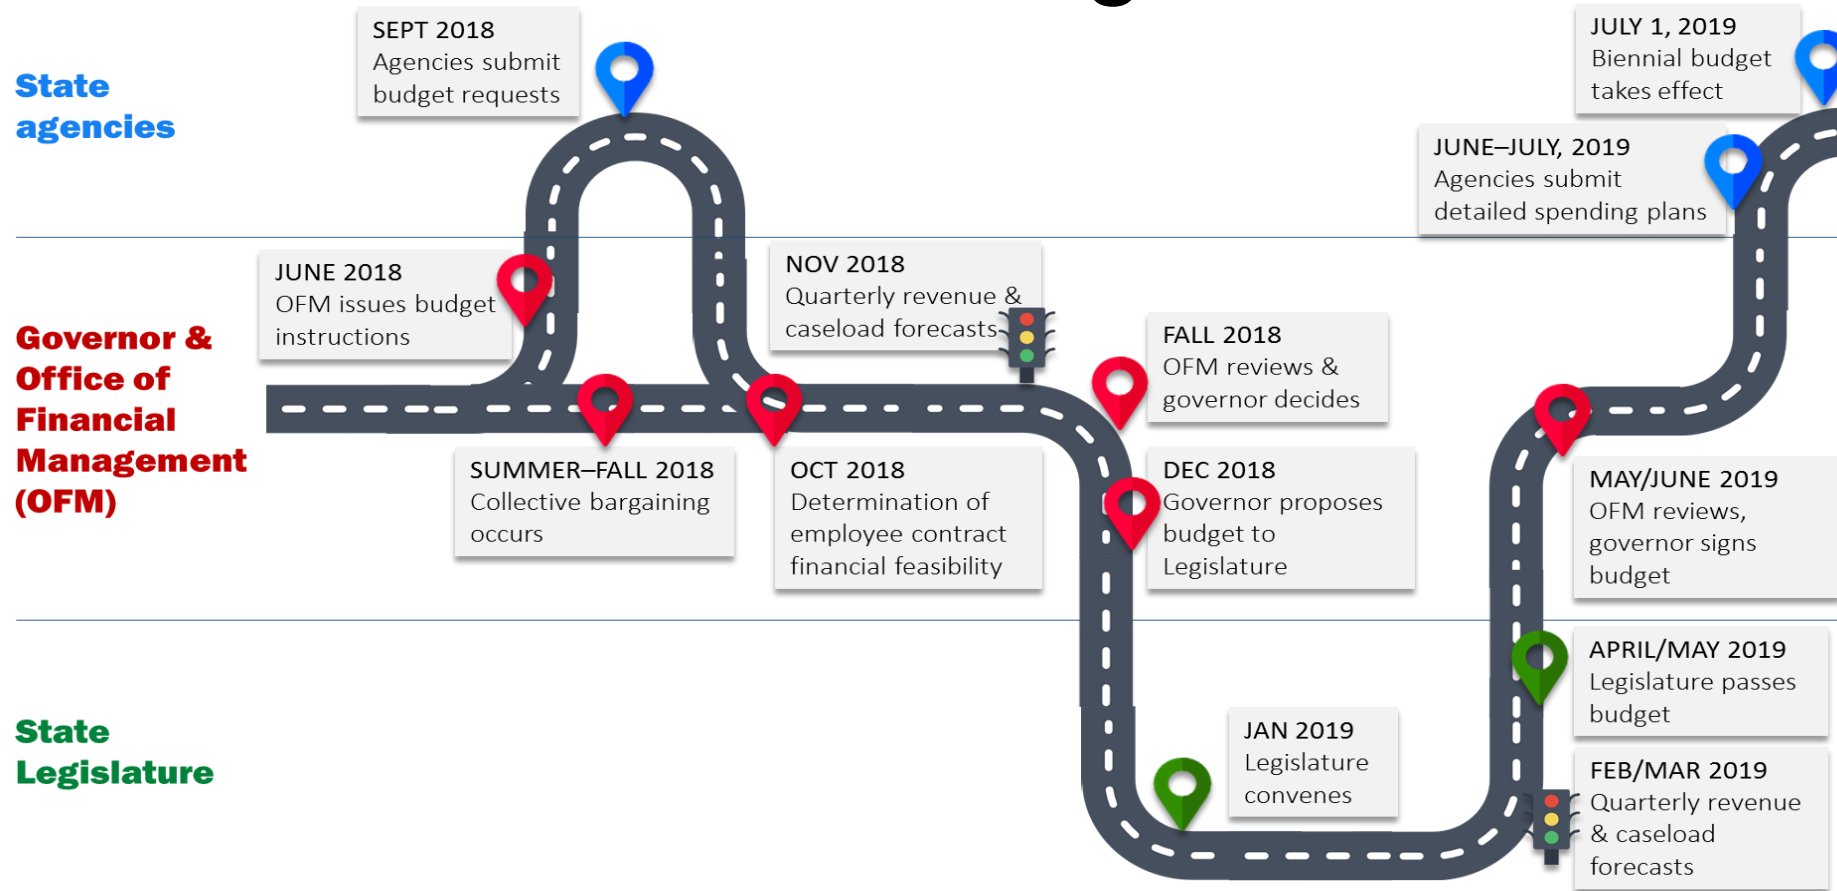 SEPT 2018
Agencies submit
budget requests
JULY 1, 2019
Biennial budget
takes effect
State
agencies
JUNE–JULY, 2019
Agencies submit
detailed spending plans
JUNE 2018
OFM issues budget
instructions
NOV 2018
Quarterly revenue &
caseload forecasts
FALL 2018
OFM reviews &
governor decides
Governor &
Office of
Financial
Management
(OFM)
SUMMER–FALL 2018
Collective bargaining
occurs
OCT 2018
Determination of
employee contract
financial feasibility
DEC 2018
Governor proposes
budget to
Legislature
MAY/JUNE 2019
OFM reviews,
governor signs
budget
APRIL/MAY 2019
Legislature passes
budget
State
Legislature
JAN 2019
Legislature
convenes
FEB/MAR 2019
Quarterly revenue
& caseload
forecasts